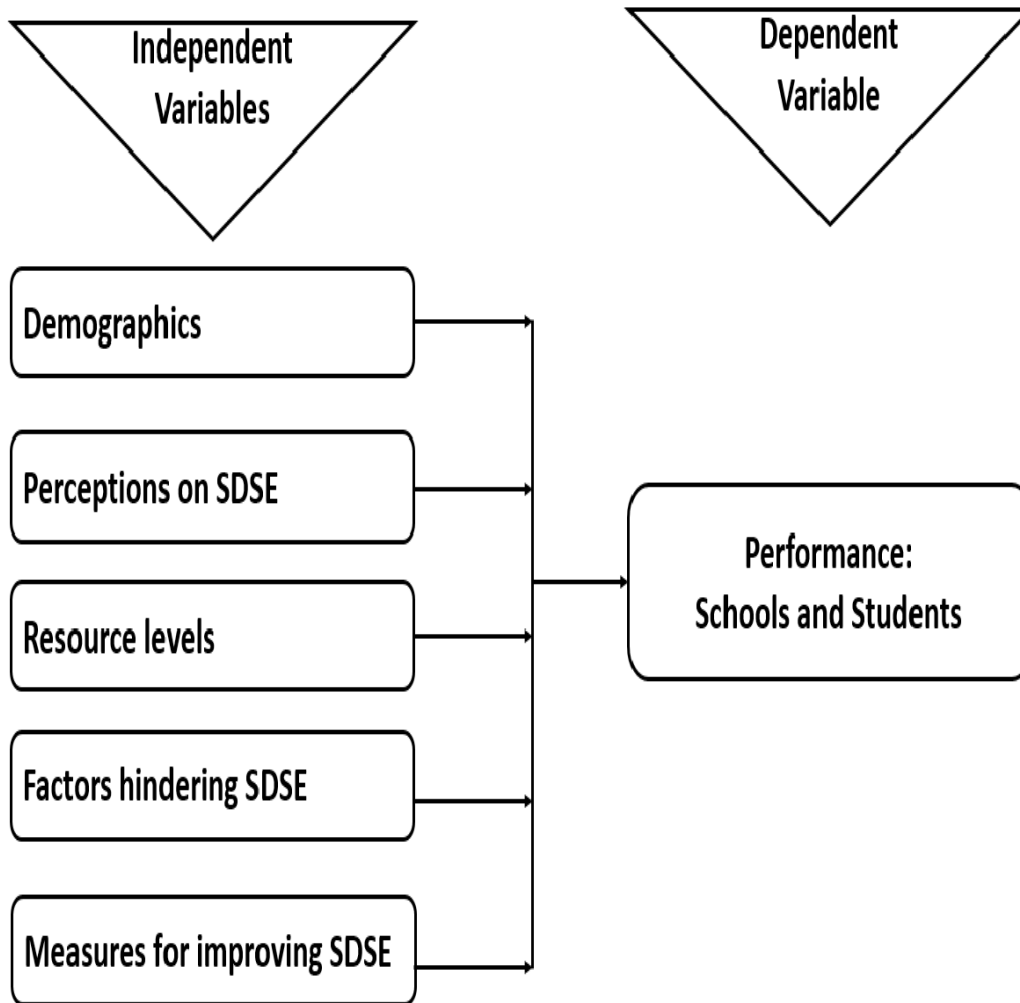 Independent
Variables
Dependent
Variable
Demographics
Perceptions on SDSE
Resource levels
Factors hindering SDSE
Measures for improving SDSE
Performance:
Schools and Students